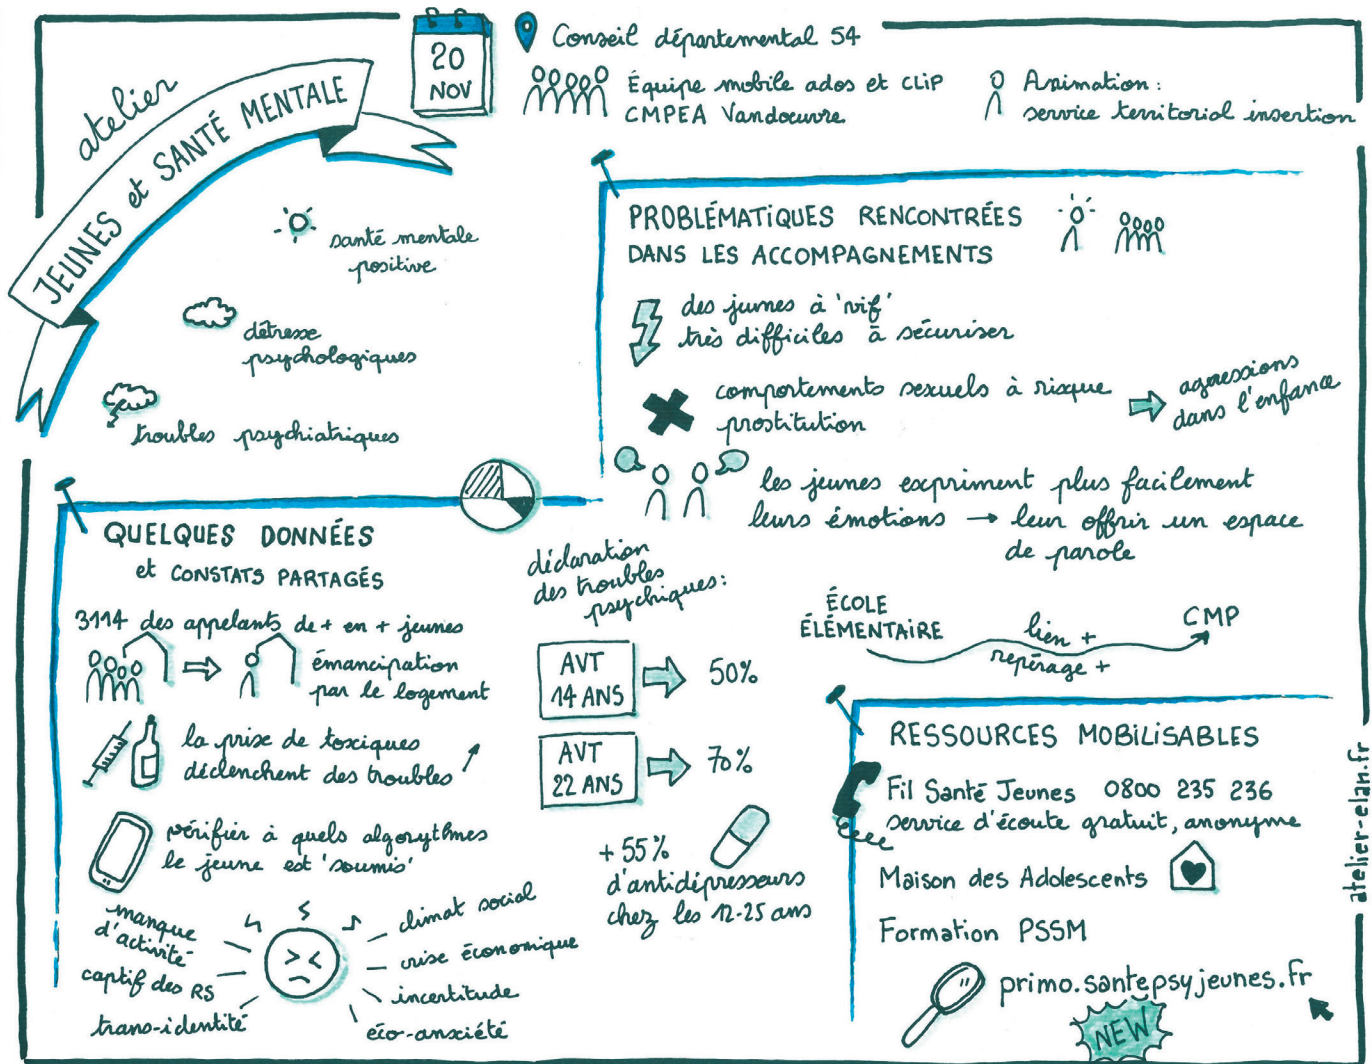 atelier
JEUNES et SANTÉ MENTALE
20
NOV
Conseil départemental 54
Équipe mobile ados et CLiP
CMPEA Vandoeuvre
Animation :
service territorial insertion
santé mentale
positive
détresse
psychologiques
troubles psychiatriques
PROBLÉMATIQUES RENCONTRÉES
DANS LES ACCOMPAGNEMENTS
des jeunes à 'vif'
très difficiles à sécuriser
comportements sexuels à risque
prostitution
agressions
dans l'enfance
les jeunes expriment plus facilement
leurs émotions → leur offrir un espace
de parole
ÉCOLE
ÉLÉMENTAIRE
lien +
repérage +
CMP
QUELQUES DONNÉES
et CONSTATS PARTAGÉS
3114 des appelants de + en + jeunes
émancipation
par le logement
la prise de toxiques
déclenchent des troubles
vérifier à quels algorythmes
le jeune est 'soumis'
manque
d'activité
captif des RS
trans-identité
climat social
crise économique
incertitude
éco-anxiété
déclaration
des troubles
psychiques :
AVT
14 ANS
50%
AVT
22 ANS
70%
+ 55%
d'antidépresseurs
chez les 12-25 ans
RESSOURCES MOBILISABLES
Fil Santé Jeunes 0800 235 236
service d'écoute gratuit, anonyme
Maison des Adolescents
Formation PSSM
primo.santepsyjeunes.fr
NEW
atelier-elan.fr